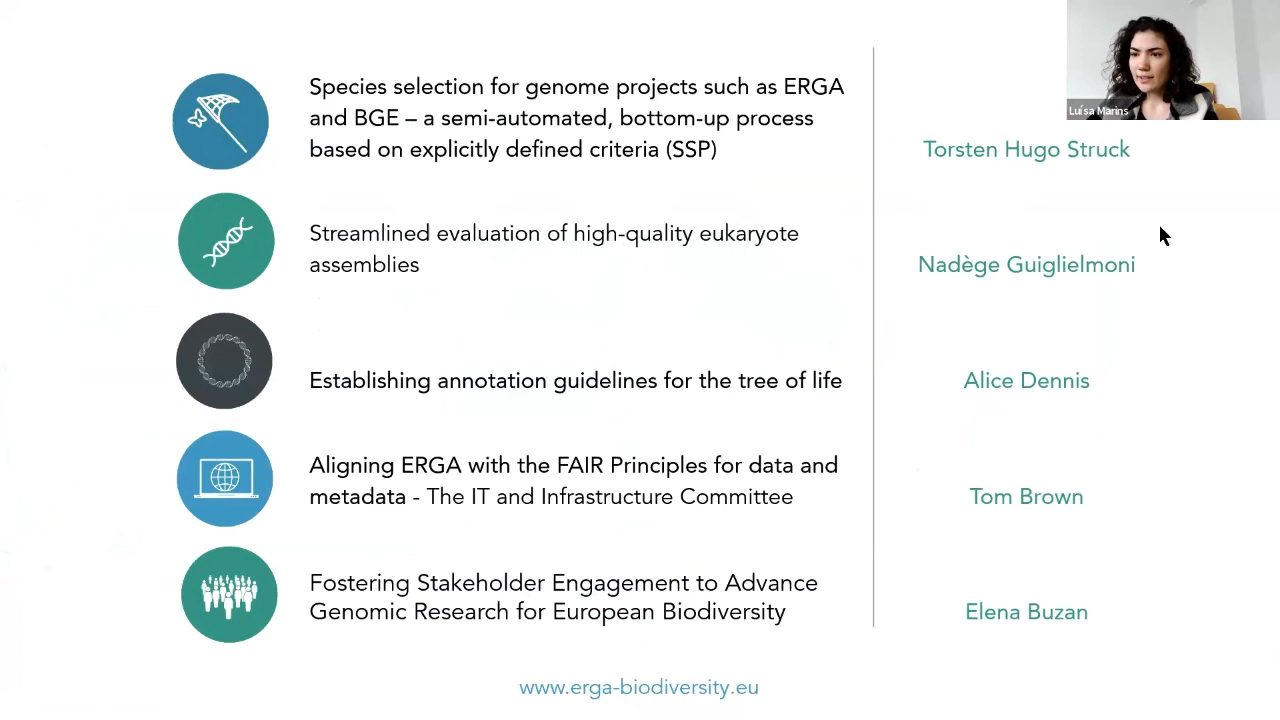 Luísa Marins
Species selection for genome projects such as ERGA
and BGE – a semi-automated, bottom-up process
based on explicitly defined criteria (SSP)
Torsten Hugo Struck
Streamlined evaluation of high-quality eukaryote
assemblies
Nadège Guiglielmoni
Establishing annotation guidelines for the tree of life
Alice Dennis
Aligning ERGA with the FAIR Principles for data and
metadata - The IT and Infrastructure Committee
Tom Brown
Fostering Stakeholder Engagement to Advance
Genomic Research for European Biodiversity
Elena Buzan
www.erga-biodiversity.eu